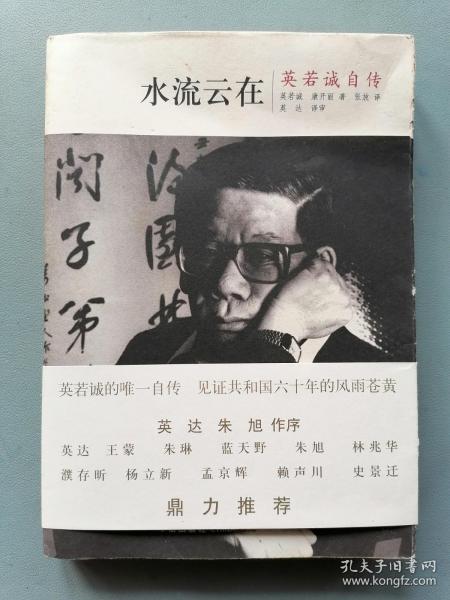 水流云在
英若诚自传
英若诚 康开丽 著 张放 译
英达 译审
阅子第
英若诚的唯一自传 见证共和国六十年的风雨苍黄
英达 朱旭 作序
英达 王蒙 朱琳 蓝天野 朱旭 林兆华
濮存昕 杨立新 孟京辉 赖声川 史景迁
鼎力推荐
孔夫子旧书网
www.kongfz.com